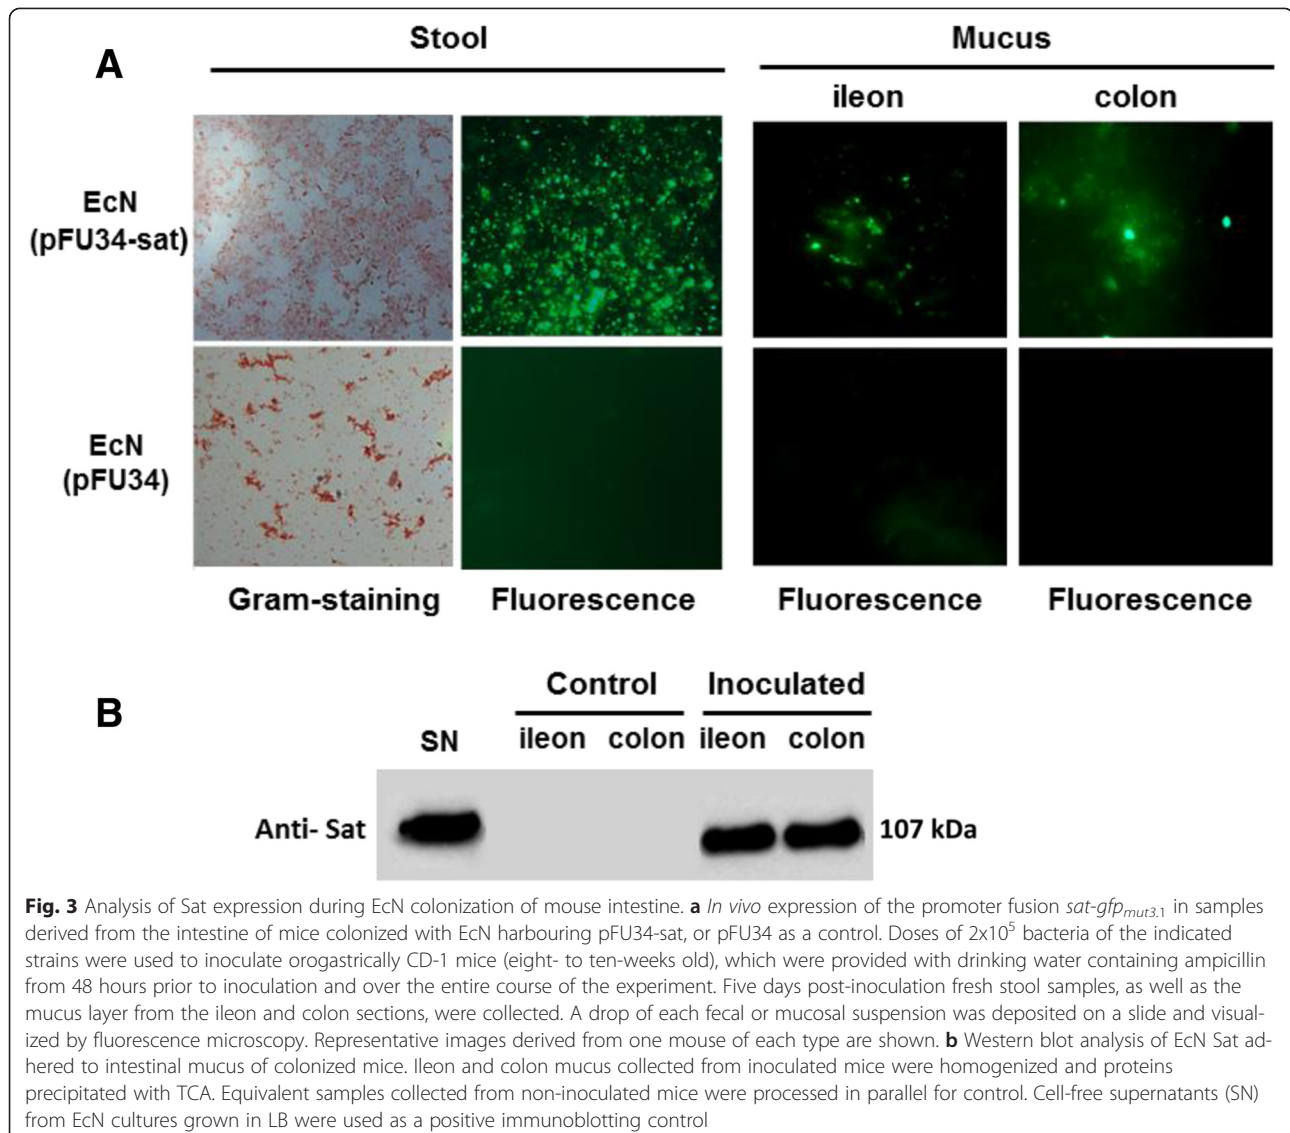 A
Stool
Mucus
ileon
colon
EcN
(pFU34-sat)
EcN
(pFU34)
Gram-staining
Fluorescence
Fluorescence
Fluorescence
B
Control
Inoculated
SN
ileon
colon
ileon
colon
Anti- Sat
107 kDa
Fig. 3 Analysis of Sat expression during EcN colonization of mouse intestine. a In vivo expression of the promoter fusion sat-gfpmut3.1 in samples
derived from the intestine of mice colonized with EcN harbouring pFU34-sat, or pFU34 as a control. Doses of 2x10⁵ bacteria of the indicated
strains were used to inoculate orogastrically CD-1 mice (eight- to ten-weeks old), which were provided with drinking water containing ampicillin
from 48 hours prior to inoculation and over the entire course of the experiment. Five days post-inoculation fresh stool samples, as well as the
mucus layer from the ileon and colon sections, were collected. A drop of each fecal or mucosal suspension was deposited on a slide and visual-
ized by fluorescence microscopy. Representative images derived from one mouse of each type are shown. b Western blot analysis of EcN Sat ad-
hered to intestinal mucus of colonized mice. Ileon and colon mucus collected from inoculated mice were homogenized and proteins
precipitated with TCA. Equivalent samples collected from non-inoculated mice were processed in parallel for control. Cell-free supernatants (SN)
from EcN cultures grown in LB were used as a positive immunoblotting control